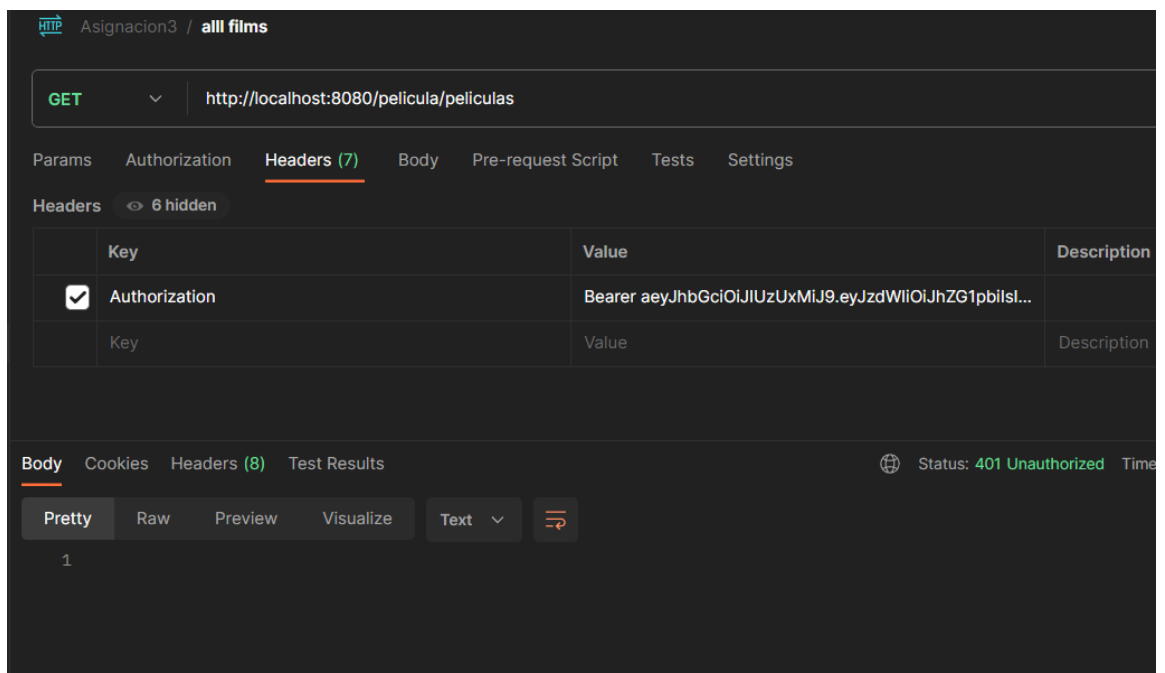 HTTP Asignacion3 / alll films
GET http://localhost:8080/pelicula/peliculas
Params Authorization Headers (7) Body Pre-request Script Tests Settings
Headers 6 hidden
Key Value Description
Authorization Bearer aeyJhbGciOiJIUzUxMiJ9.eyJzdWIiOiJhZG1pbiIsI...
Key Value Description
Body Cookies Headers (8) Test Results Status: 401 Unauthorized Time
Pretty Raw Preview Visualize Text
1